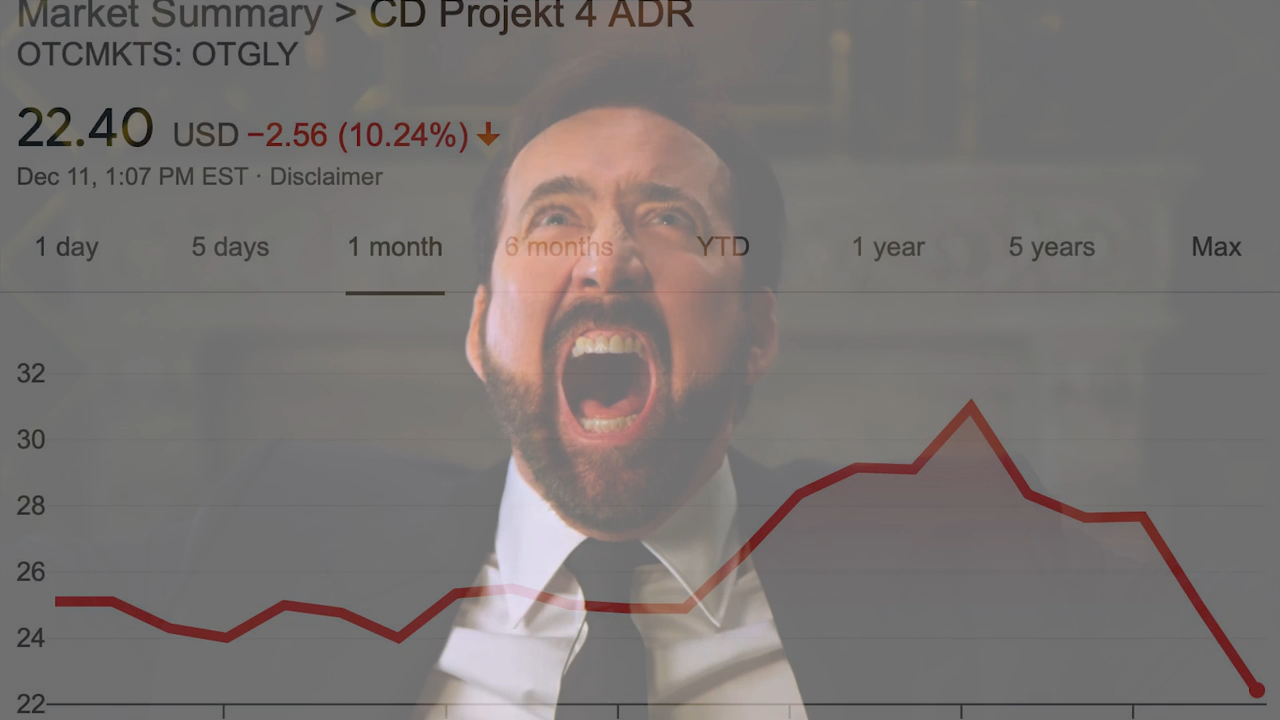 Market Summary > CD Projekt 4 ADR
OTCMKTS: OTGLY
22.40 USD −2.56 (10.24%) ↓
Dec 11, 1:07 PM EST · Disclaimer
1 day 5 days 1 month 6 months YTD 1 year 5 years Max
32
30
28
26
24
22